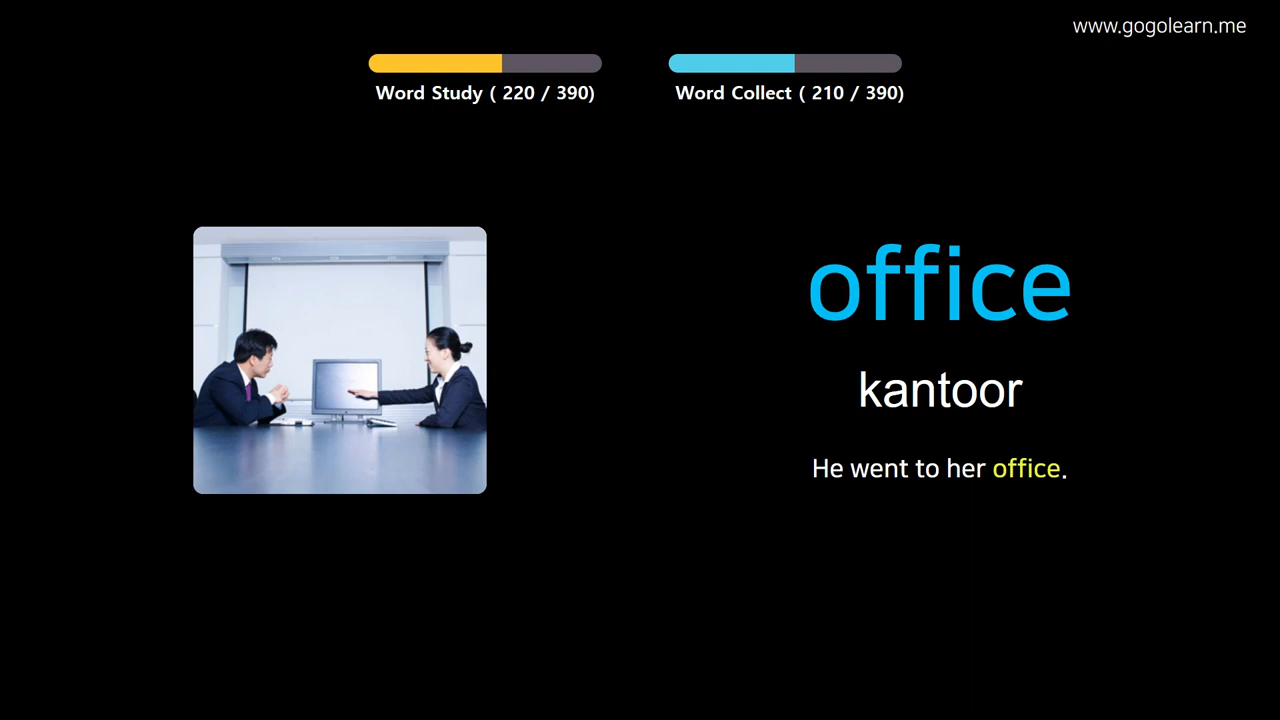 www.gogolearn.me
Word Study ( 220 / 390)
Word Collect ( 210 / 390)
office
kantoor
He went to her office.